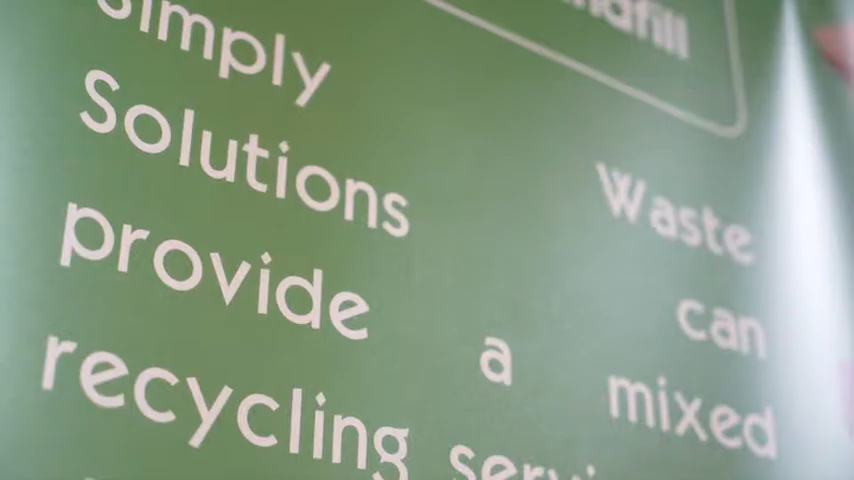 Simply Waste
Solutions can
provide a mixed
recycling